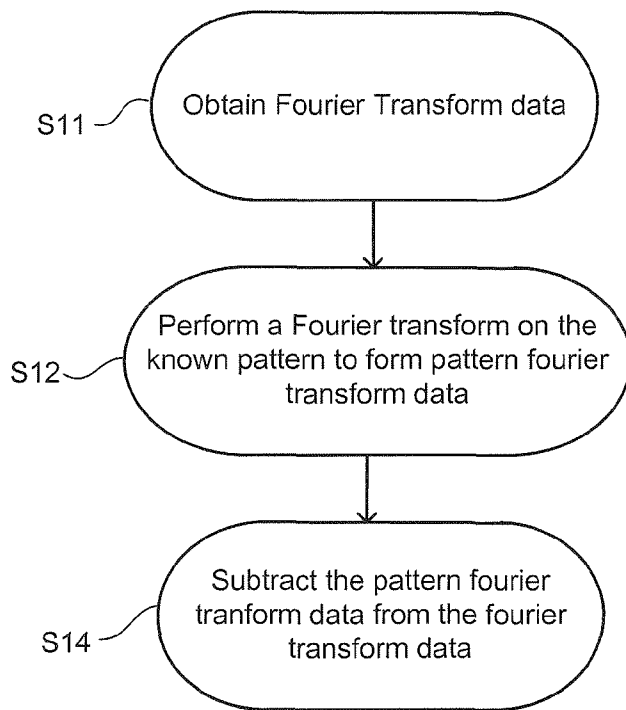 Obtain Fourier Transform data
S11
Perform a Fourier transform on the
known pattern to form pattern fourier
transform data
S12
Subtract the pattern fourier
tranform data from the fourier
transform data
S14